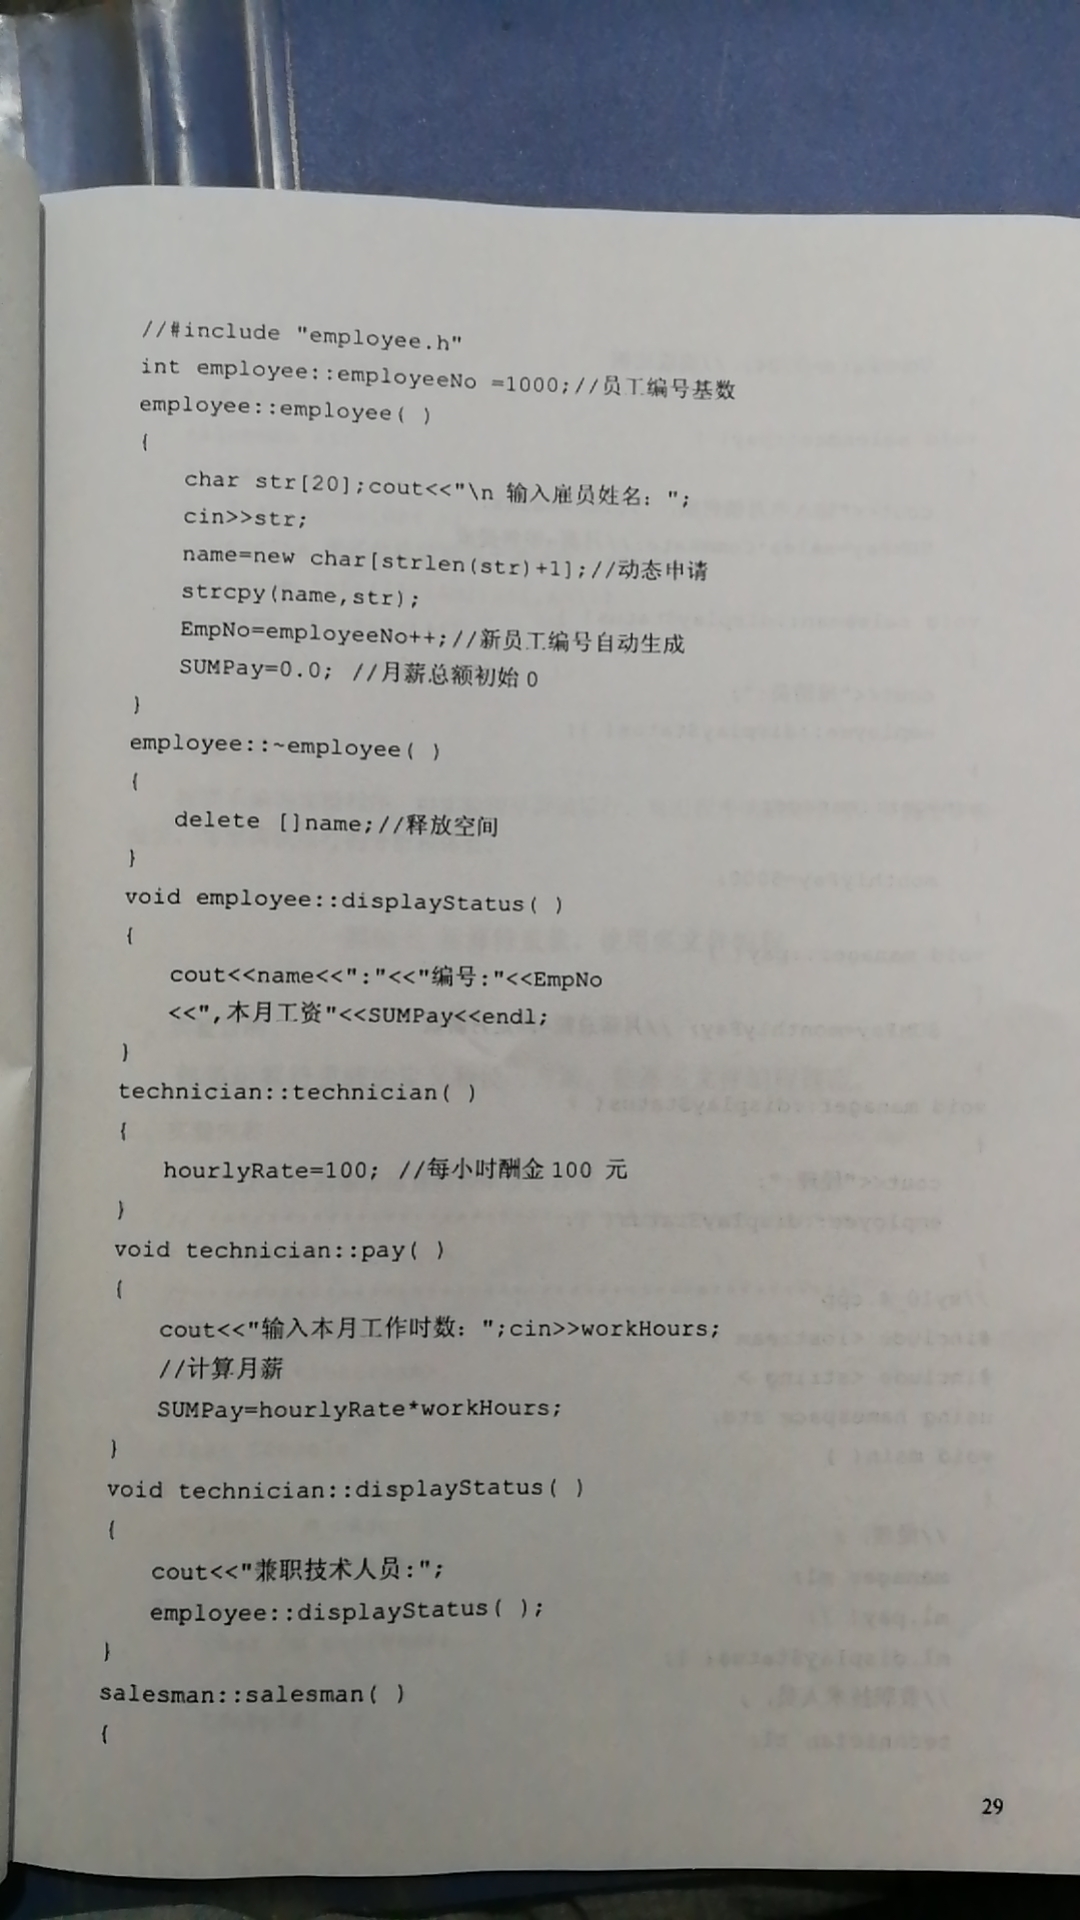 //#include "employee.h"
int employee::employeeNo =1000;//员工编号基数
employee::employee( )
{
char str[20];cout<<"\n 输入雇员姓名: ";
cin>>str;
name=new char[strlen(str)+1];//动态申请
strcpy(name,str);
EmpNo=employeeNo++;//新员工编号自动生成
SUMPay=0.0; //月薪总额初始 0
}
employee::~employee( )
{
delete []name;//释放空间
}
void employee::displayStatus( )
{
cout<<name<<":"<<"编号:"<<EmpNo
<<",本月工资"<<SUMPay<<endl;
}
technician::technician( )
{
hourlyRate=100; //每小时酬金 100 元
}
void technician::pay( )
{
cout<<"输入本月工作时数: ";cin>>workHours;
//计算月薪
SUMPay=hourlyRate*workHours;
}
void technician::displayStatus( )
{
cout<<"兼职技术人员:";
employee::displayStatus( );
}
salesman::salesman( )
{
29